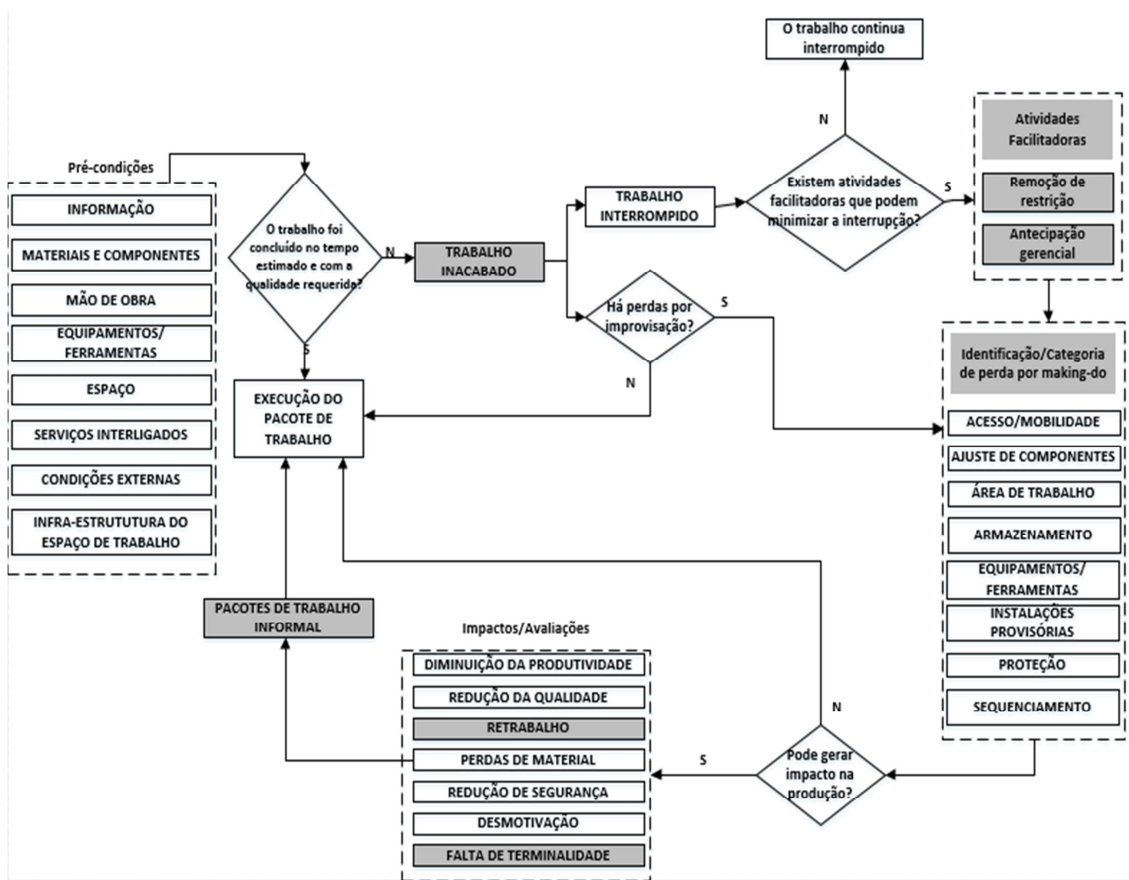 Pré-condições
INFORMAÇÃO
MATERIAIS E COMPONENTES
MÃO DE OBRA
EQUIPAMENTOS/
FERRAMENTAS
ESPAÇO
SERVIÇOS INTERLIGADOS
CONDIÇÕES EXTERNAS
INFRA-ESTRUTUTURA DO
ESPAÇO DE TRABALHO
O trabalho foi
concluído no tempo
estimado e com a
qualidade requerida?
N
S
EXECUÇÃO DO
PACOTE DE
TRABALHO
TRABALHO
INACABADO
TRABALHO
INTERROMPIDO
Há perdas por
improvisação?
S
N
O trabalho continua
interrompido
N
Existem atividades
facilitadoras que podem
minimizar a interrupção?
S
Atividades
Facilitadoras
Remoção de
restrição
Antecipação
gerencial
Identificação/Categoria
de perda por making-do
ACESSO/MOBILIDADE
AJUSTE DE COMPONENTES
ÁREA DE TRABALHO
ARMAZENAMENTO
EQUIPAMENTOS/
FERRAMENTAS
INSTALAÇÕES
PROVISÓRIAS
PROTEÇÃO
SEQUENCIAMENTO
N
Pode gerar
impacto na
produção?
S
Impactos/Avaliações
DIMINUIÇÃO DA PRODUTIVIDADE
REDUÇÃO DA QUALIDADE
RETRABALHO
PERDAS DE MATERIAL
REDUÇÃO DE SEGURANÇA
DESMOTIVAÇÃO
FALTA DE TERMINALIDADE
PACOTES DE TRABALHO
INFORMAL